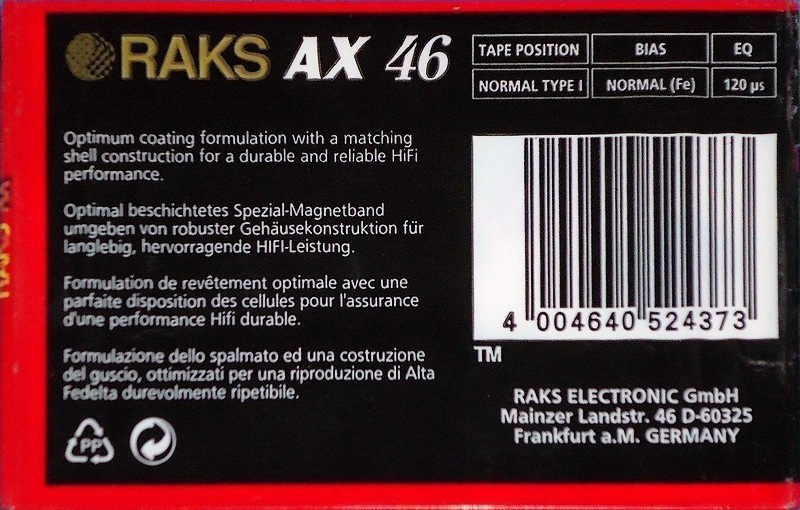 RAKS AX 46
TAPE POSITION BIAS EQ
NORMAL TYPE I NORMAL (Fe) 120 µs
Optimum coating formulation with a matching
shell construction for a durable and reliable HiFi
performance.
Optimal beschichtetes Spezial-Magnetband
umgeben von robuster Gehäusekonstruktion für
langlebig, hervorragende HIFI-Leistung.
Formulation de revêtement optimale avec une
parfaite disposition des cellules pour l'assurance
d'une performance Hifi durable.
Formulazione dello spalmato ed una costruzione
del guscio, ottimizzati per una riproduzione di Alta
Fedelta durevolmente ripetibile.
PP
4 004640 524373
TM
RAKS ELECTRONIC GmbH
Mainzer Landstr. 46 D-60325
Frankfurt a.M. GERMANY
RAKS